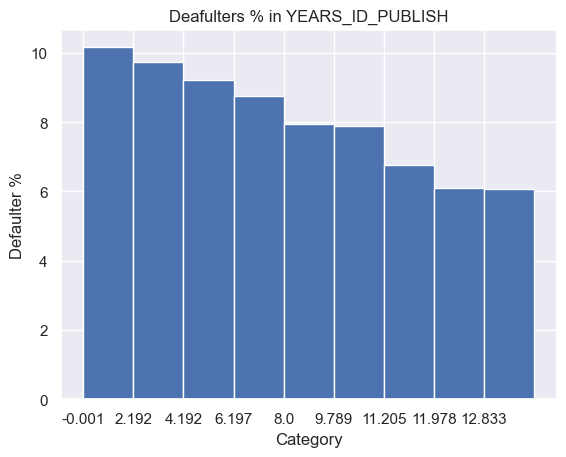 Deafulters % in YEARS_ID_PUBLISH
10
8
6
4
2
0
Defaulter %
-0.001 2.192 4.192 6.197 8.0 9.789 11.205 11.978 12.833
Category